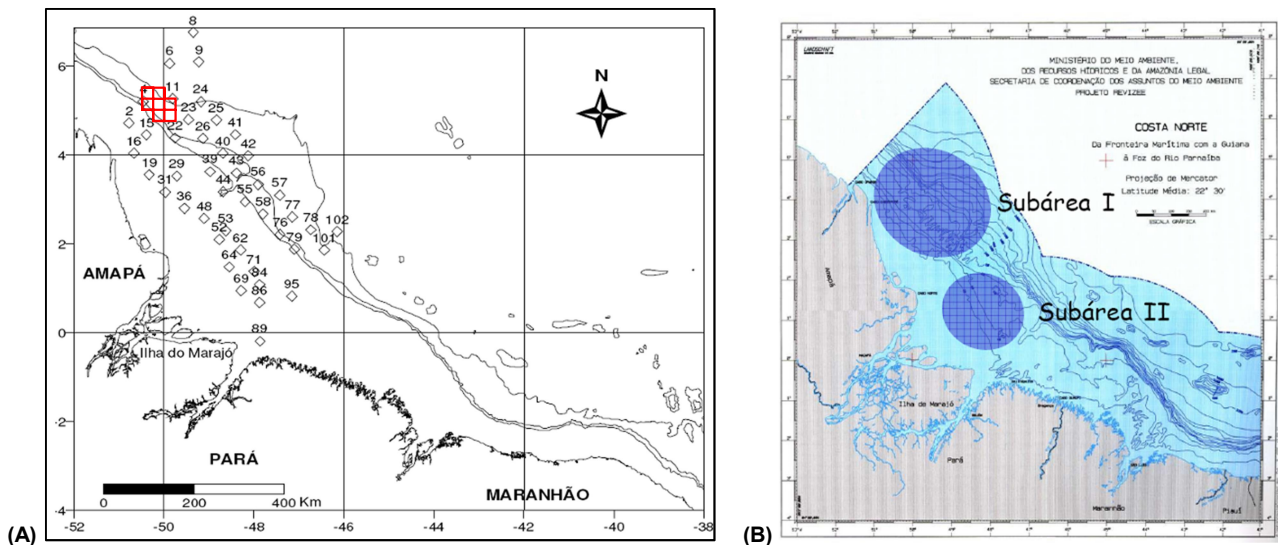 8
6 9
6
4 11 24
2 15 22 23 25
26 41
16 40 42
4
19 29 39 43
31 44 56
36 55 57
48 58 77
53 76 78 102
52 79 101
2
62
64 71
69 84
86 95
89
0
-2
-4
N
AMAPÁ
Ilha do Marajó
PARÁ
MARANHÃO
0 200 400 Km
-52 -50 -48 -46 -44 -42 -40 -38
(A)
LANDSCHAFT
MINISTÉRIO DO MEIO AMBIENTE,
DOS RECURSOS HÍDRICOS E DA AMAZÔNIA LEGAL
SECRETARIA DE COORDENAÇÃO DOS ASSUNTOS DO MEIO AMBIENTE
PROJETO REVIZEE
COSTA NORTE
Da Fronteira Marítima com a Guiana
à Foz do Rio Parnaíba
Projeção de Mercator
Latitude Média: 22° 30'
ESCALA GRÁFICA
Subárea I
Subárea II
Amapá
Ilha de Marajó
Pará
Maranhão
Piauí
(B)